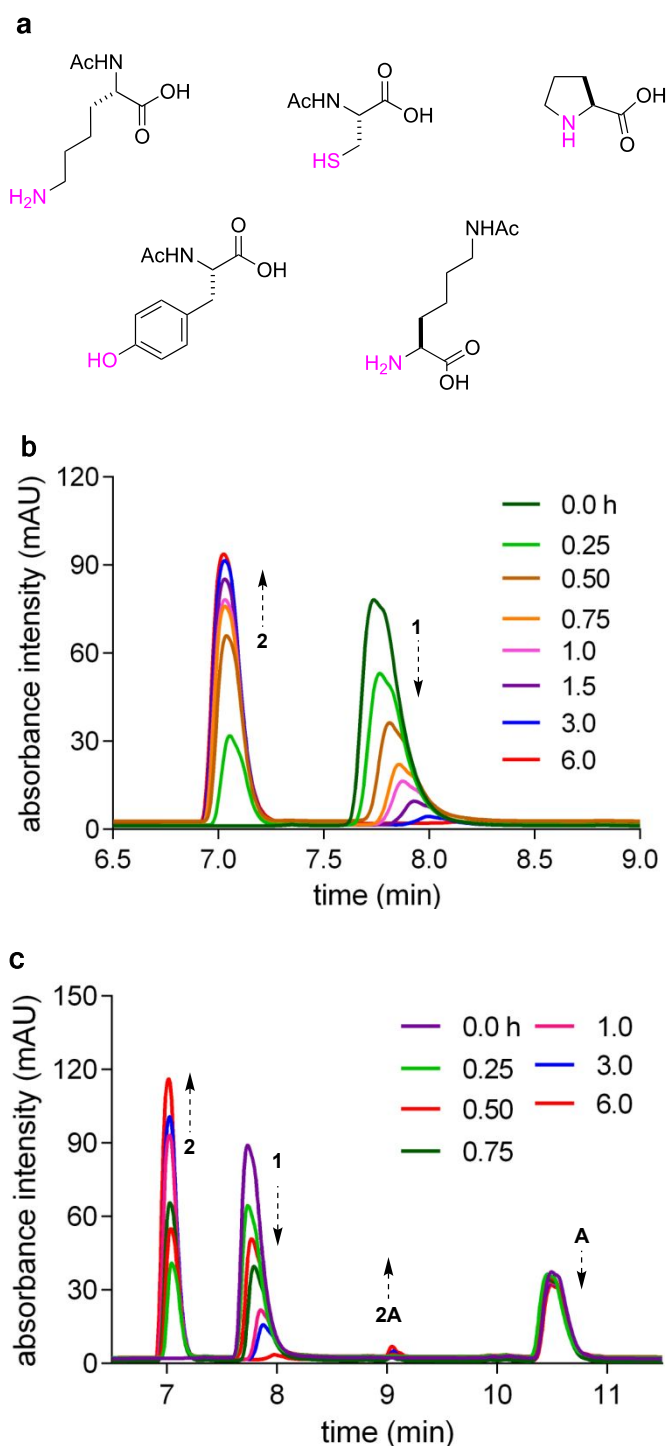 a
AcHN
OH
O
H2N
AcHN
O
OH
HS
N
H
OH
O
AcHN
O
OH
HO
NHAc
H2N
O
OH
b
absorbance intensity (mAU)
120
90
60
30
0
6.5 7.0 7.5 8.0 8.5 9.0
time (min)
2
1
0.0 h
0.25
0.50
0.75
1.0
1.5
3.0
6.0
c
absorbance intensity (mAU)
150
120
90
60
30
0
7 8 9 10 11
time (min)
2
1
2A
A
0.0 h 1.0
0.25 3.0
0.50 6.0
0.75